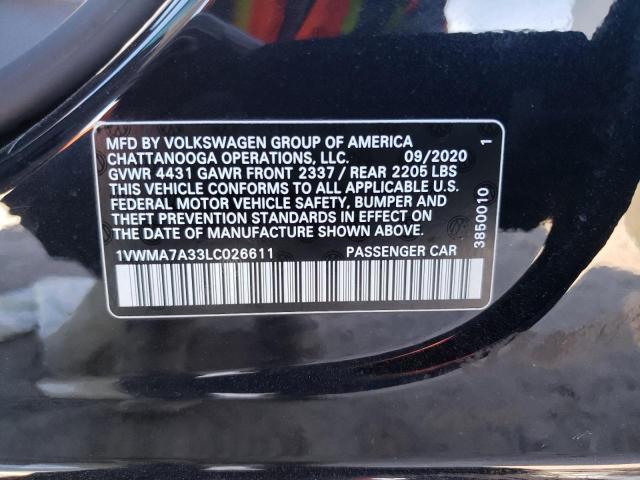 MFD BY VOLKSWAGEN GROUP OF AMERICA
CHATTANOOGA OPERATIONS, LLC. 09/2020
GVWR 4431 GAWR FRONT 2337 / REAR 2205 LBS
THIS VEHICLE CONFORMS TO ALL APPLICABLE U.S.
FEDERAL MOTOR VEHICLE SAFETY, BUMPER AND
THEFT PREVENTION STANDARDS IN EFFECT ON
THE DATE OF MANUFACTURE SHOWN ABOVE.
1VWMA7A33LC026611 PASSENGER CAR
3850010 1